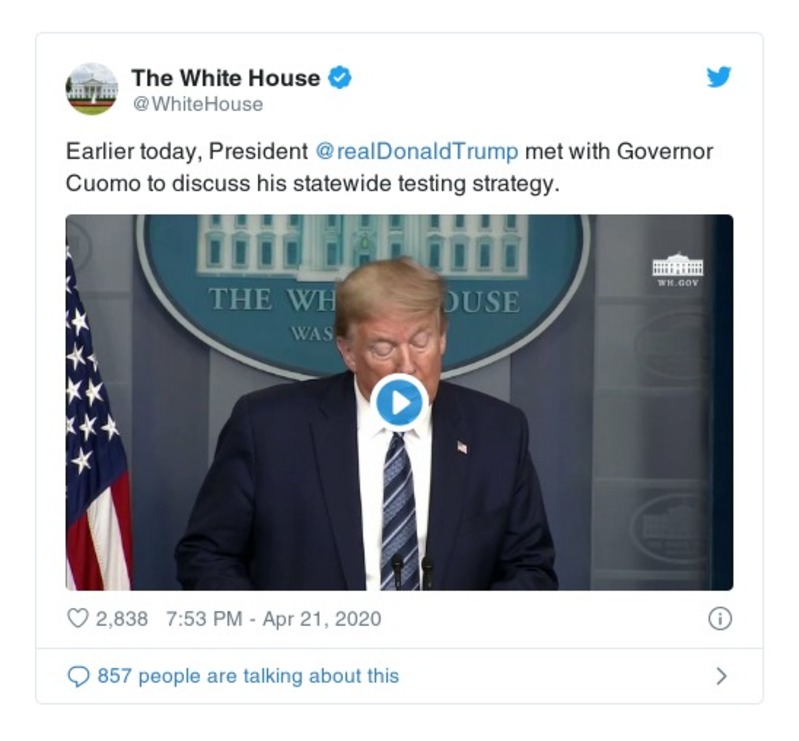 The White House
@WhiteHouse
Earlier today, President @realDonaldTrump met with Governor
Cuomo to discuss his statewide testing strategy.
THE WH OUSE
WAS
WH.GOV
2,838 7:53 PM - Apr 21, 2020
857 people are talking about this